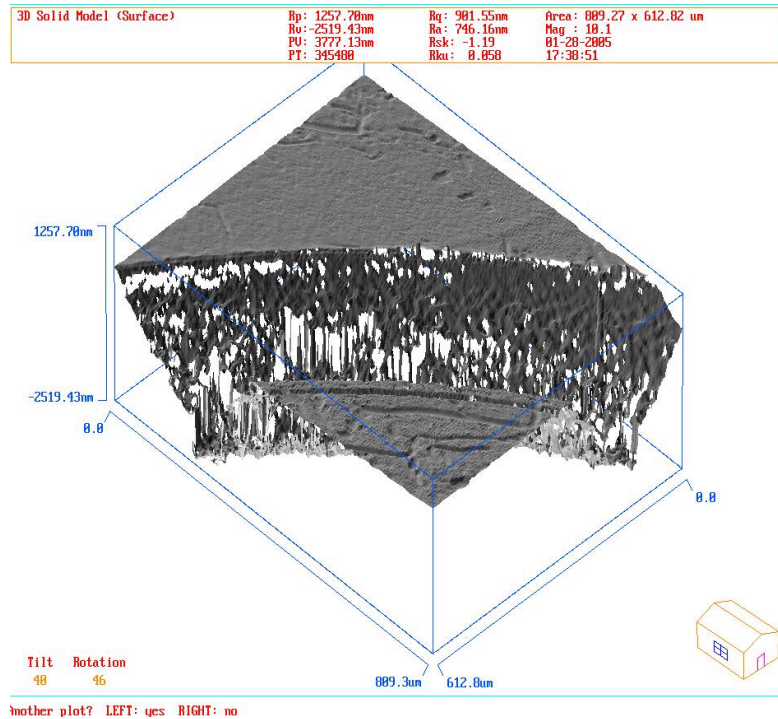 3D Solid Model (Surface)
Rp: 1257.70nm Rq: 901.55nm Area: 809.27 x 612.82 um
Rv:-2519.43nm Ra: 746.16nm Mag : 10.1
PV: 3777.13nm Rsk: -1.19 01-28-2005
PT: 345480 Rku: 0.058 17:38:51
1257.70nm
-2519.43nm
0.0
0.0
809.3um 612.8um
Tilt Rotation
40 46
Another plot? LEFT: yes RIGHT: no